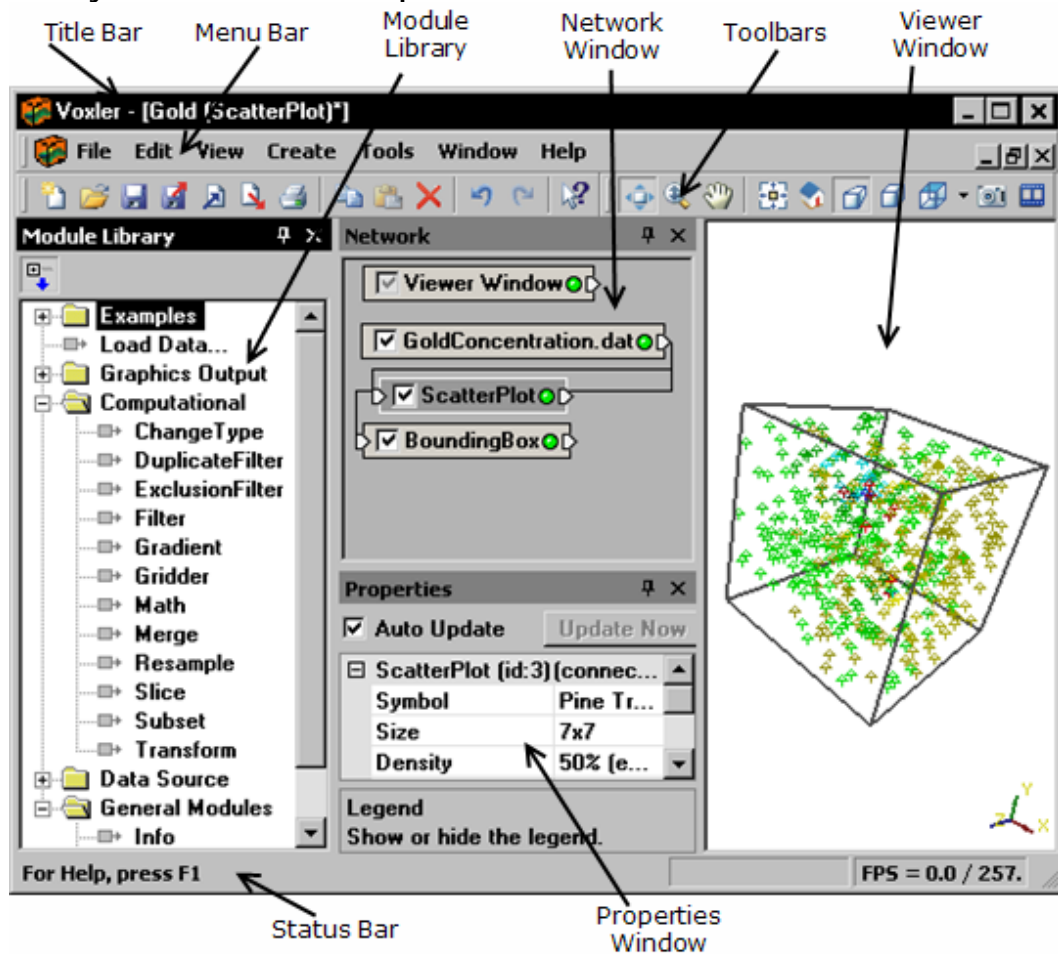 Title Bar
Menu Bar
Module
Library
Network
Window
Toolbars
Viewer
Window
Voxler - [Gold (ScatterPlot)*]
File Edit View Create Tools Window Help
Module Library
Examples
Load Data...
Graphics Output
Computational
ChangeType
DuplicateFilter
ExclusionFilter
Filter
Gradient
Gridder
Math
Merge
Resample
Slice
Subset
Transform
Data Source
General Modules
Info
Network
Viewer Window
GoldConcentration.dat
ScatterPlot
BoundingBox
Properties
Auto Update Update Now
ScatterPlot (id:3) (connec...
Symbol Pine Tr...
Size 7x7
Density 50% (e...
Legend
Show or hide the legend.
Y
Z X
For Help, press F1
FPS = 0.0 / 257.
Status Bar
Properties
Window